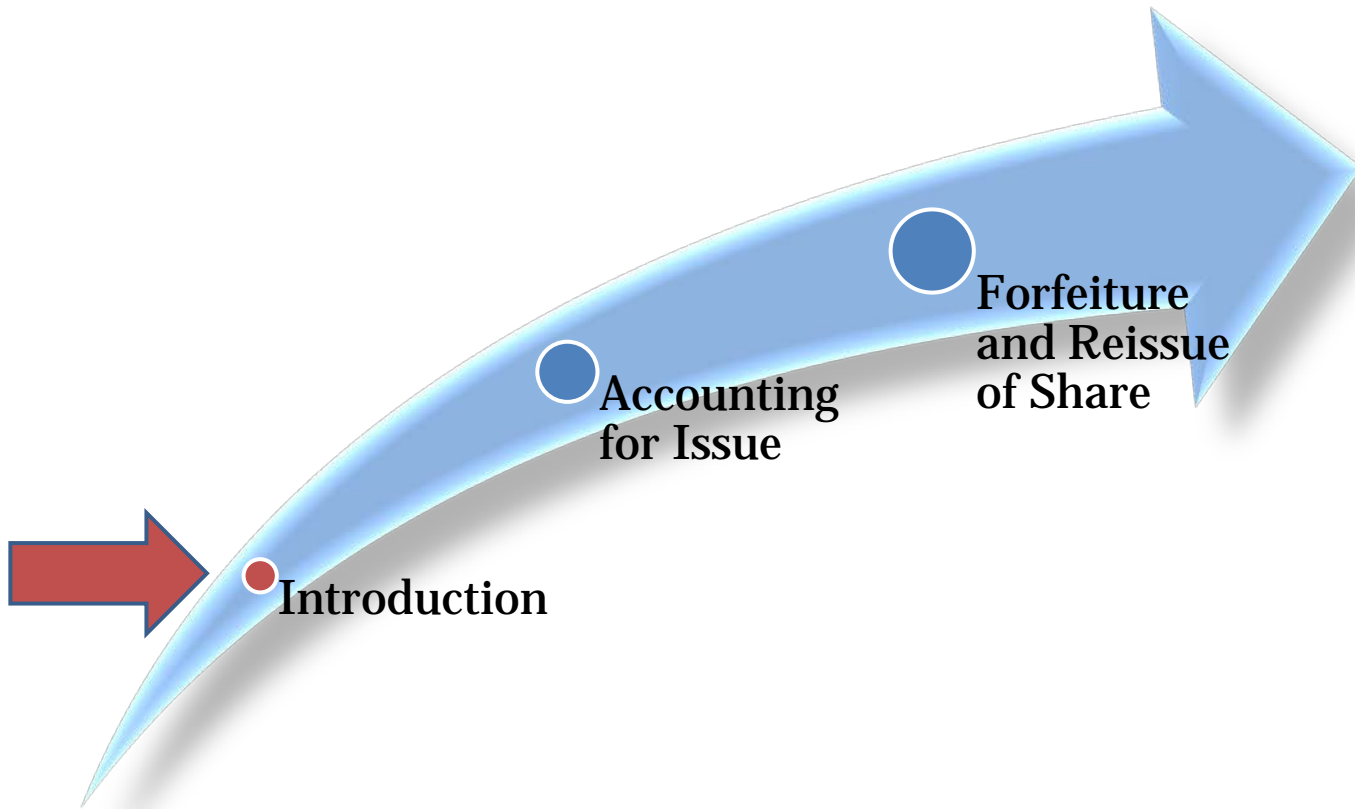 Forfeiture
and Reissue
of Share
Accounting
for Issue
Introduction